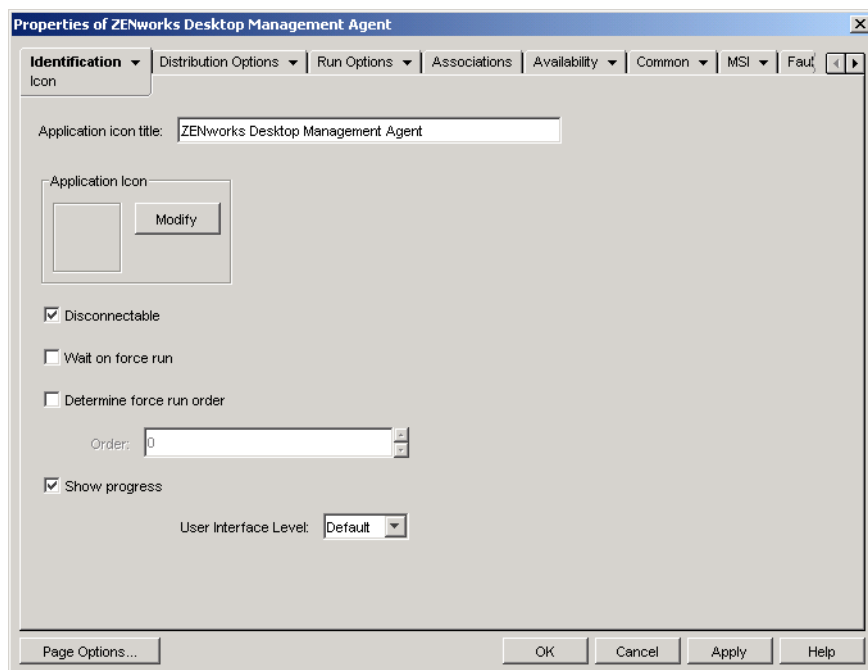 Properties of ZENworks Desktop Management Agent
Identification Distribution Options Run Options Associations Availability Common MSI
Icon
Application icon title: ZENworks Desktop Management Agent
Application Icon
Modify
Disconnectable
Wait on force run
Determine force run order
Order: 0
Show progress
User Interface Level: Default
Page Options... OK Cancel Apply Help